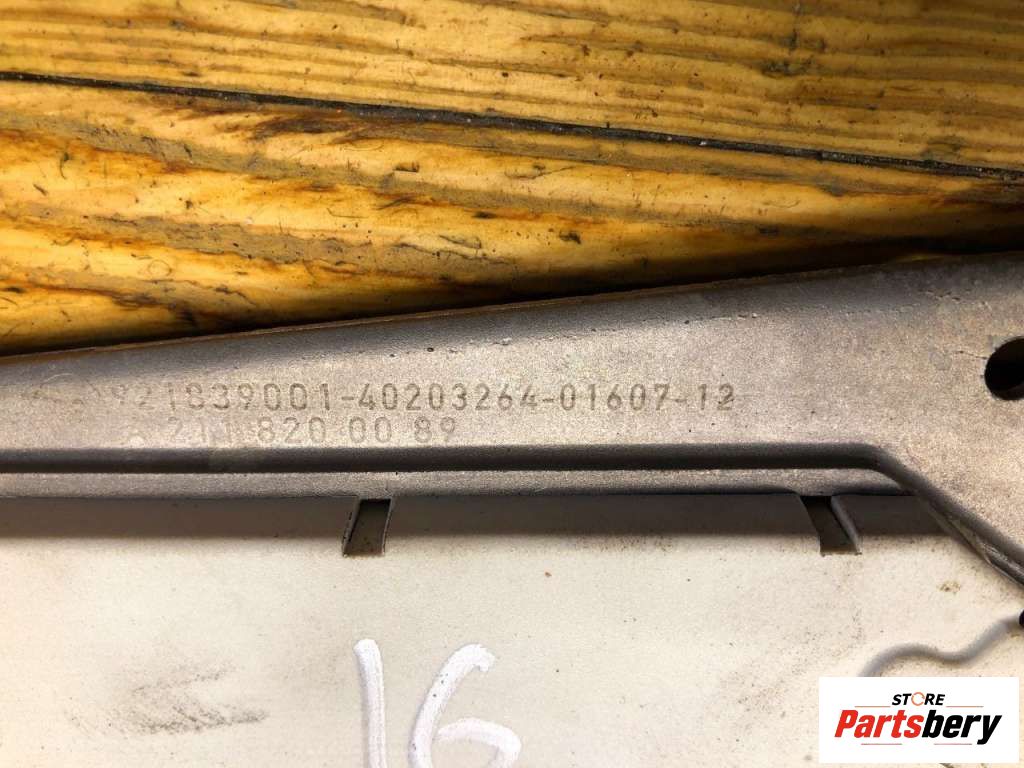 921839001-40203264-01607-12
A 211 820 00 89
16
STORE
Partsbery